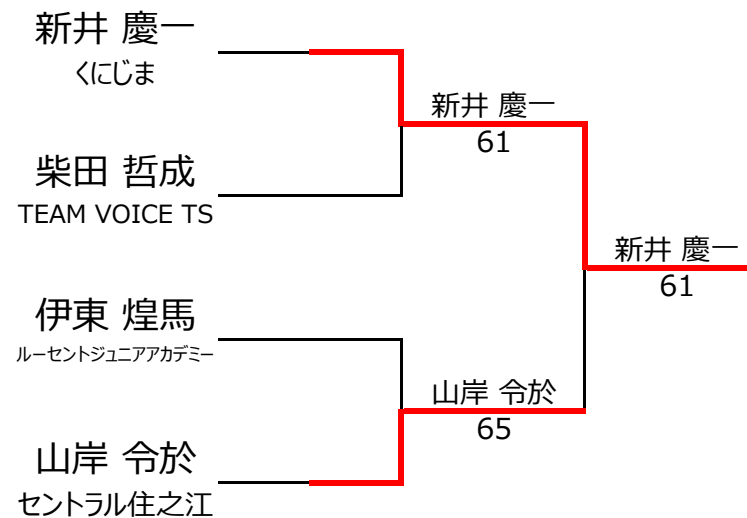 新井 慶一
くにじま
柴田 哲成
TEAM VOICE TS
伊東 煌馬
ルーセントジュニアアカデミー
山岸 令於
セントラル住之江
新井 慶一
61
山岸 令於
65
新井 慶一
61